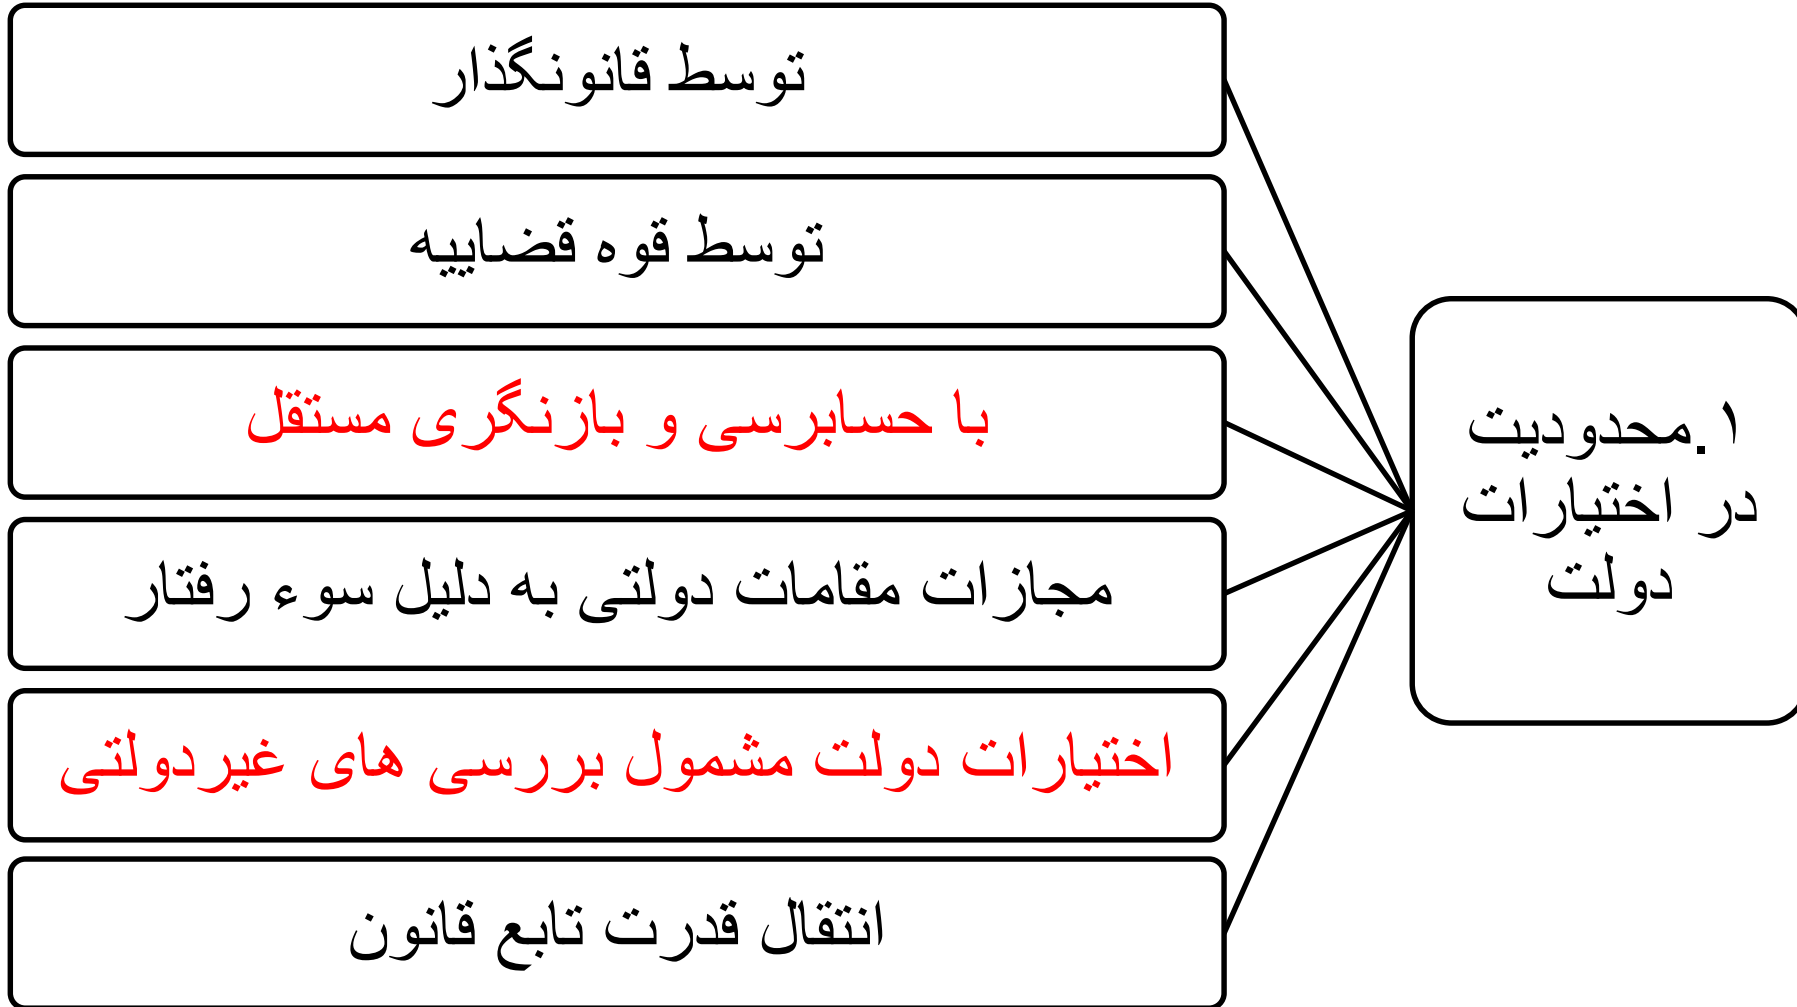 ۱.محدودیت
در اختیارات
دولت
توسط قانونگذار
توسط قوه قضاییه
با حسابرسی و بازنگری مستقل
مجازات مقامات دولتی به دلیل سوء رفتار
اختیارات دولت مشمول بررسی های غیردولتی
انتقال قدرت تابع قانون